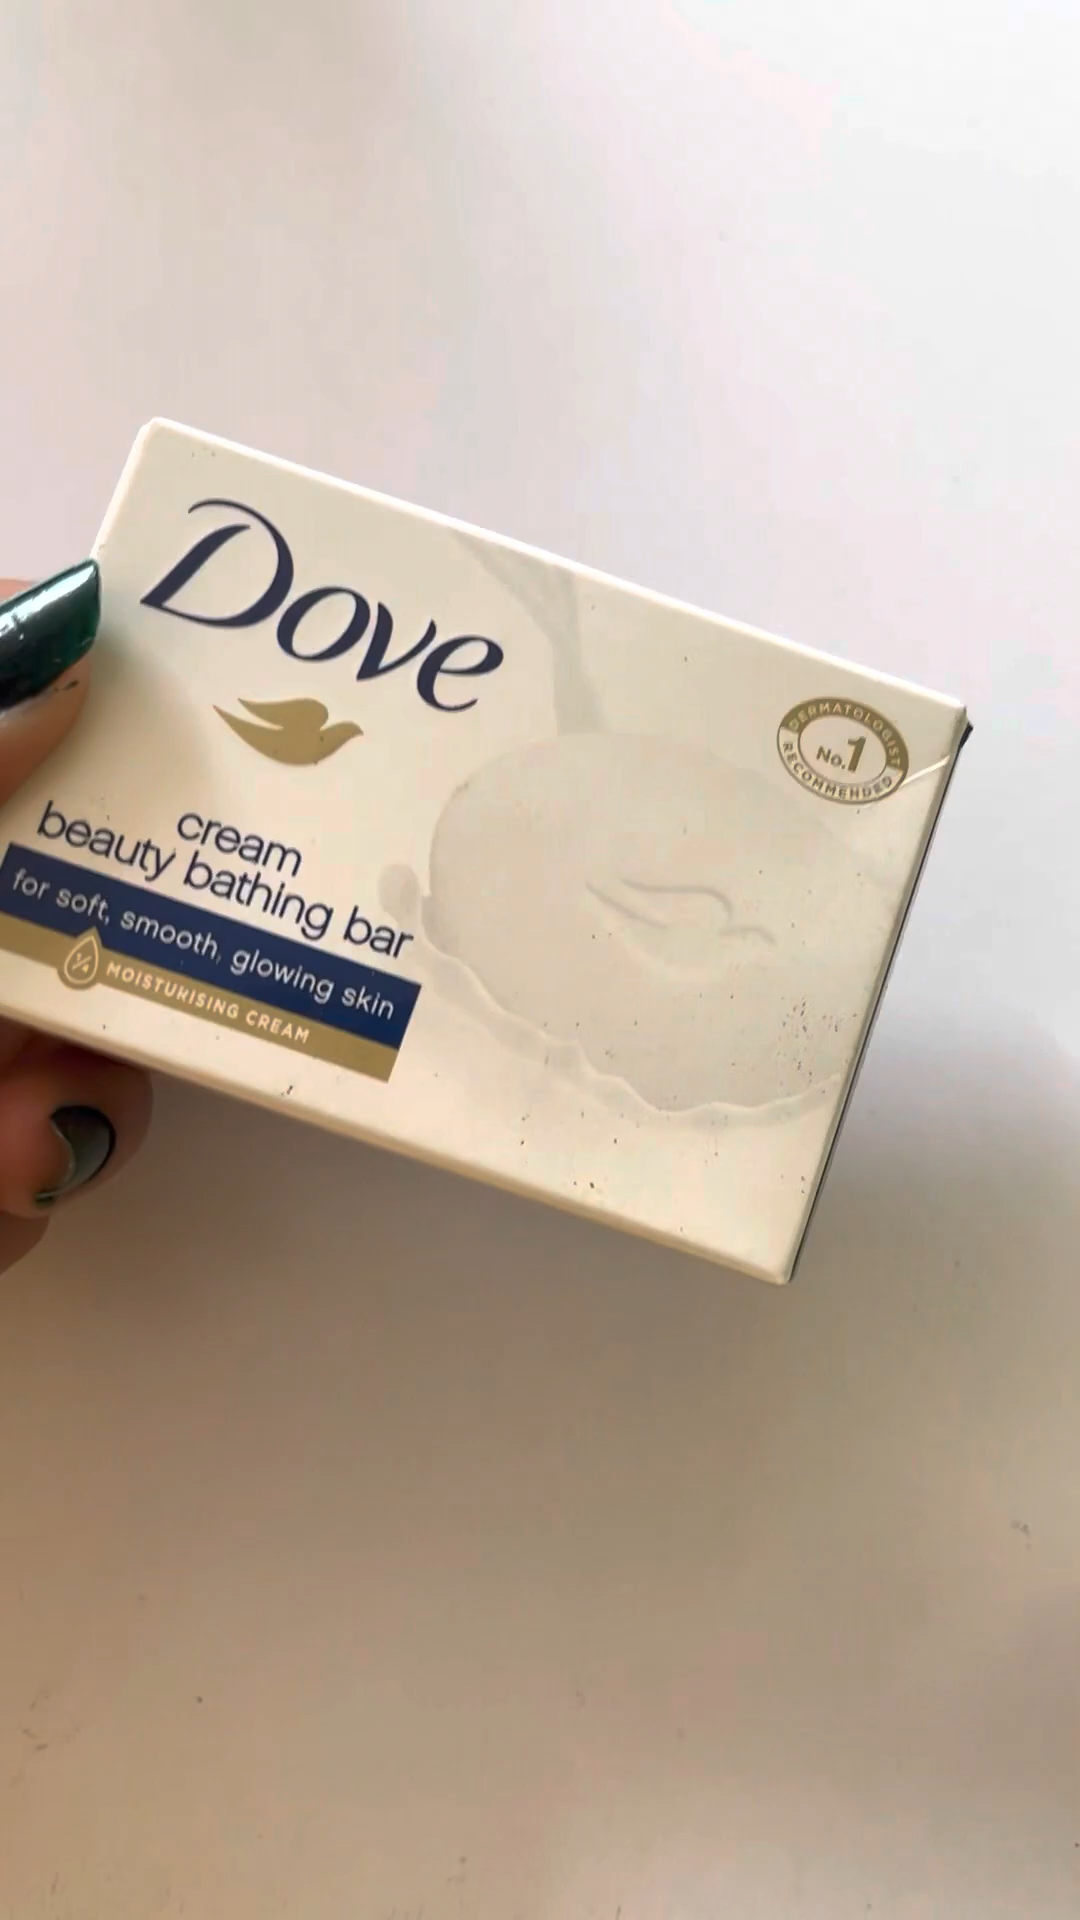 Dove
cream
beauty bathing bar
for soft, smooth, glowing skin
1/4 MOISTURISING CREAM
DERMATOLOGIST
No.1
RECOMMENDED